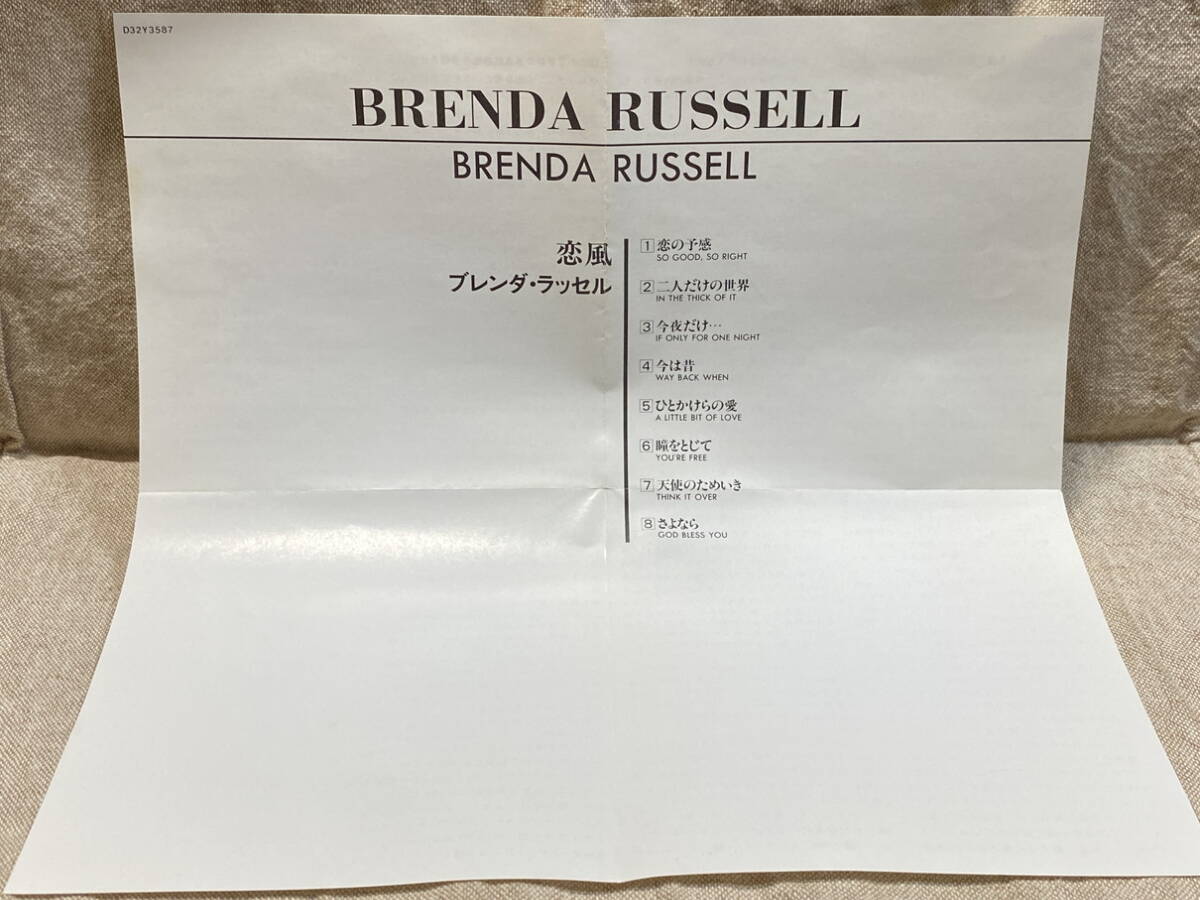 D32Y3587
BRENDA RUSSELL
BRENDA RUSSELL
恋風
ブレンダ・ラッセル
1 恋の予感
SO GOOD, SO RIGHT
2 二人だけの世界
IN THE THICK OF IT
3 今夜だけ…
IF ONLY FOR ONE NIGHT
4 今は昔
WAY BACK WHEN
5 ひとかけらの愛
A LITTLE BIT OF LOVE
6 瞳をとじて
YOU'RE FREE
7 天使のためいき
THINK IT OVER
8 さよなら
GOD BLESS YOU